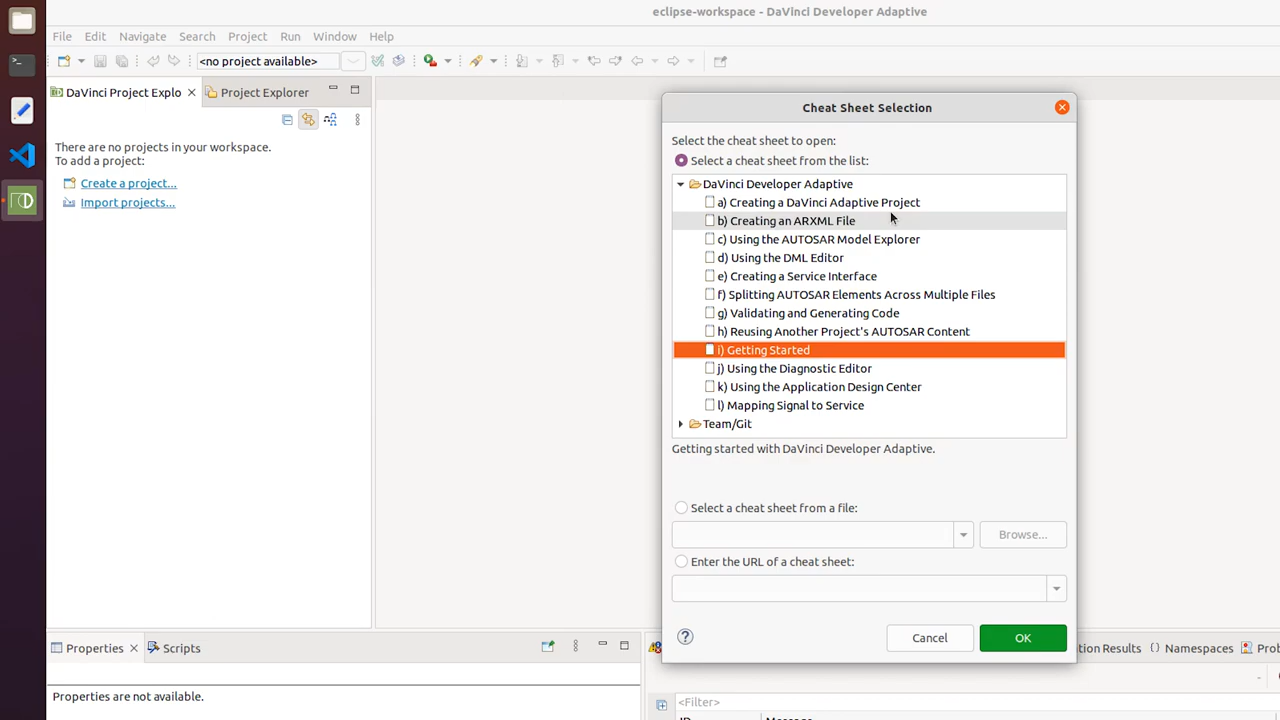 eclipse-workspace - DaVinci Developer Adaptive
File Edit Navigate Search Project Run Window Help
<no project available>
DaVinci Project Explo Project Explorer
There are no projects in your workspace.
To add a project:
Create a project...
Import projects...
Cheat Sheet Selection
Select the cheat sheet to open:
Select a cheat sheet from the list:
DaVinci Developer Adaptive
a) Creating a DaVinci Adaptive Project
b) Creating an ARXML File
c) Using the AUTOSAR Model Explorer
d) Using the DML Editor
e) Creating a Service Interface
f) Splitting AUTOSAR Elements Across Multiple Files
g) Validating and Generating Code
h) Reusing Another Project's AUTOSAR Content
i) Getting Started
j) Using the Diagnostic Editor
k) Using the Application Design Center
l) Mapping Signal to Service
Team/Git
Getting started with DaVinci Developer Adaptive.
Select a cheat sheet from a file:
Browse...
Enter the URL of a cheat sheet:
Cancel OK
Properties Scripts
Properties are not available.
tion Results Namespaces Prob
<Filter>
ID Message